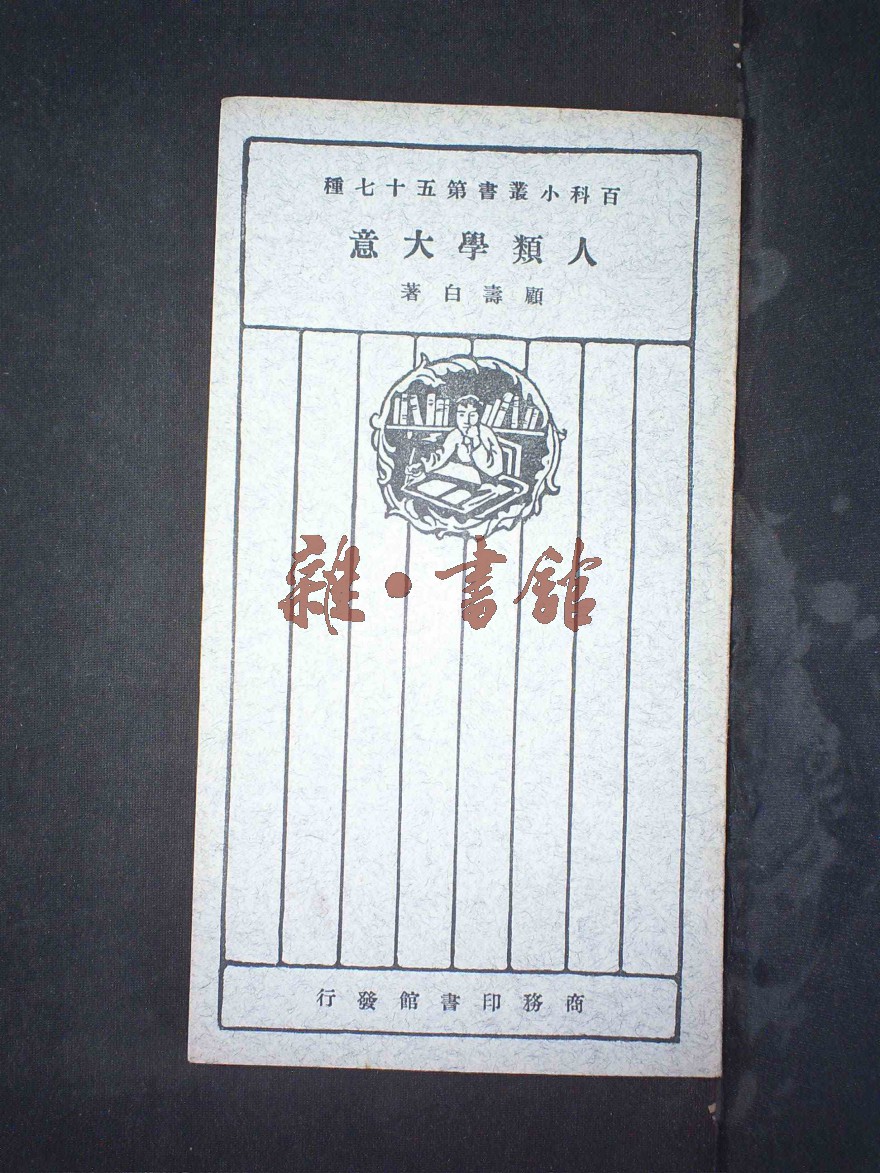 百科小叢書第五十七種
人類學大意
顧壽白著
雜·書館
商務印書館發行